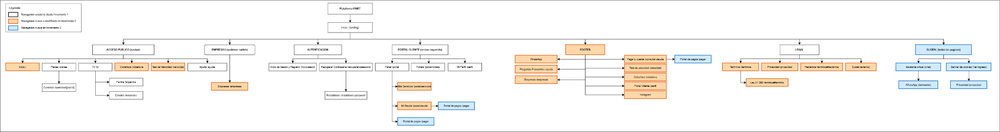 Leyenda
Navegacion existente desde Incremento 1
Navegacion nueva o modificada en Incremento 2
Navegacion nueva en Incremento 3
Plataforma FINET
Inicio / (landing)
ACCESO PUBLICO (navbar)
EMPRESAS (audience switch)
AUTENTICACION
PORTAL CLIENTE (sesion requerida)
FOOTER
LEGAL
GLOBAL (todas las paginas)
Inicio /
Planes /planes
TV /tv
Cobertura /cobertura
Test de Velocidad /velocidad
Ayuda /ayuda
Contratar /contratar[planId]
Parrilla /tv/parrilla
Canales /tv/canales
Empresas /empresas
Inicio de Sesion y Registro /inicio-sesion
Recuperar Contrasena /recuperar-password
Restablecer /restablecer-password
Panel /portal
Tickets /portal/tickets
Mi Perfil /perfil
Mis Servicios /portal/servicios
Mi Deuda /portal/deuda
Portal de pagos /pagar
Portal de pagos /pagar
WhatsApp
Preguntas Frecuentes /ayuda
Empresas /empresas
Paga tu cuenta /consultar-deuda
Portal de pagos /pagar
Test de velocidad /velocidad
Cobertura /cobertura
Portal Cliente /perfil
Instagram
Terminos /terminos
Privacidad /privacidad
Reclamos /terminos#reclamos
Subtel (externo)
Ley 21.398 /terminos#termino
Asistente virtual (chat)
Banner de cookies (1er ingreso)
WhatsApp (derivacion)
Privacidad /privacidad